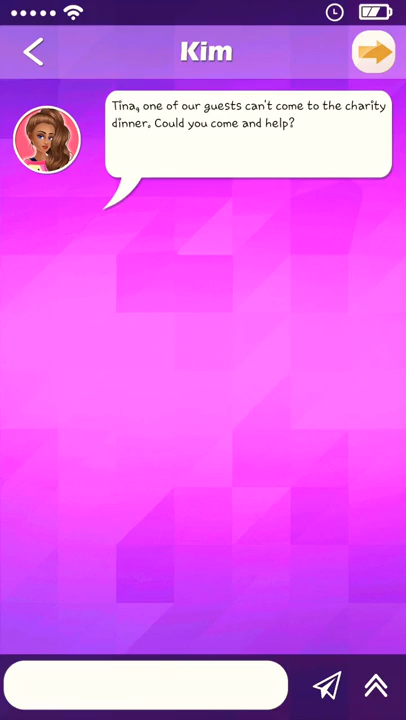 Kim
Tina, one of our guests can't come to the charity
dinner. Could you come and help?